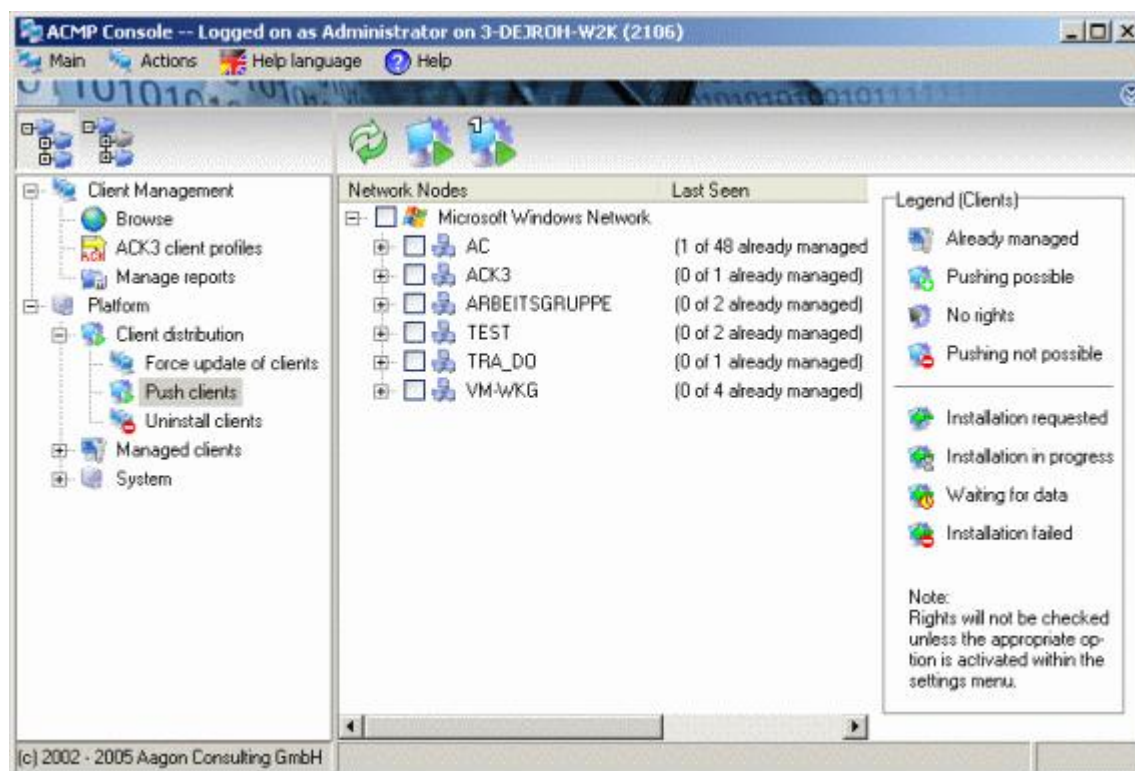 ACMP Console -- Logged on as Administrator on 3-DEJROH-W2K (2106)
Main Actions Help language Help
Client Management
Browse
ACK3 client profiles
Manage reports
Platform
Client distribution
Force update of clients
Push clients
Uninstall clients
Managed clients
System
Network Nodes Last Seen
Microsoft Windows Network
AC (1 of 48 already managed
ACK3 (0 of 1 already managed)
ARBEITSGRUPPE (0 of 2 already managed)
TEST (0 of 2 already managed)
TRA_DO (0 of 1 already managed)
VM-WKG (0 of 4 already managed)
Legend (Clients)
Already managed
Pushing possible
No rights
Pushing not possible
Installation requested
Installation in progress
Waiting for data
Installation failed
Note:
Rights will not be checked
unless the appropriate op-
tion is activated within the
settings menu.
(c) 2002 - 2005 Aagon Consulting GmbH